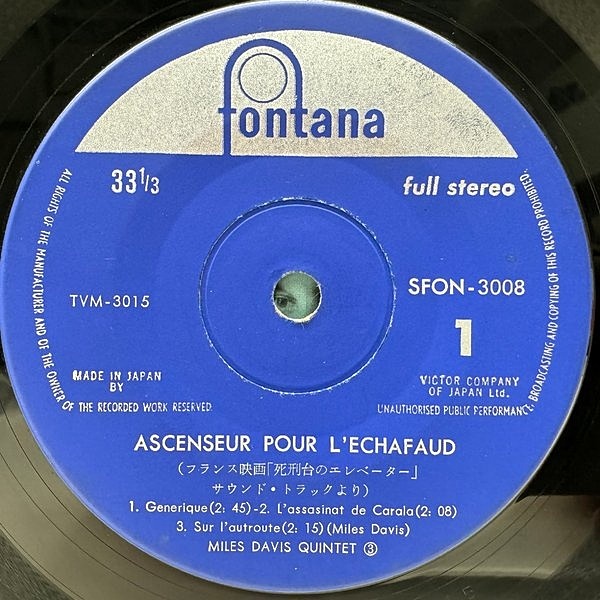 fontana
33 1/3
full stereo
TVM-3015
SFON-3008
1
MADE IN JAPAN
BY
VICTOR COMPANY
OF JAPAN Ltd.
ALL RIGHTS OF THE MANUFACTURER AND OF THE OWNER OF THE RECORDED WORK RESERVED.
UNAUTHORISED PUBLIC PERFORMANCE, BROADCASTING AND COPYING OF THIS RECORD PROHIBITED.
ASCENSEUR POUR L'ECHAFAUD
(フランス映画「死刑台のエレベーター」
サウンド・トラックより)
1. Generique(2: 45)-2. L'assasinat de Carala(2: 08)
3. Sur l'autroute(2: 15)(Miles Davis)
MILES DAVIS QUINTET ③